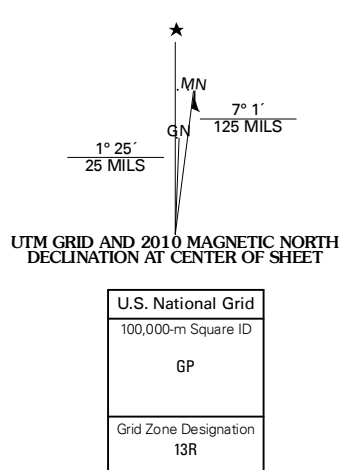 ★
MN
GN
7° 1´
125 MILS
1° 25´
25 MILS
UTM GRID AND 2010 MAGNETIC NORTH
DECLINATION AT CENTER OF SHEET
U.S. National Grid
100,000-m Square ID
GP
Grid Zone Designation
13R